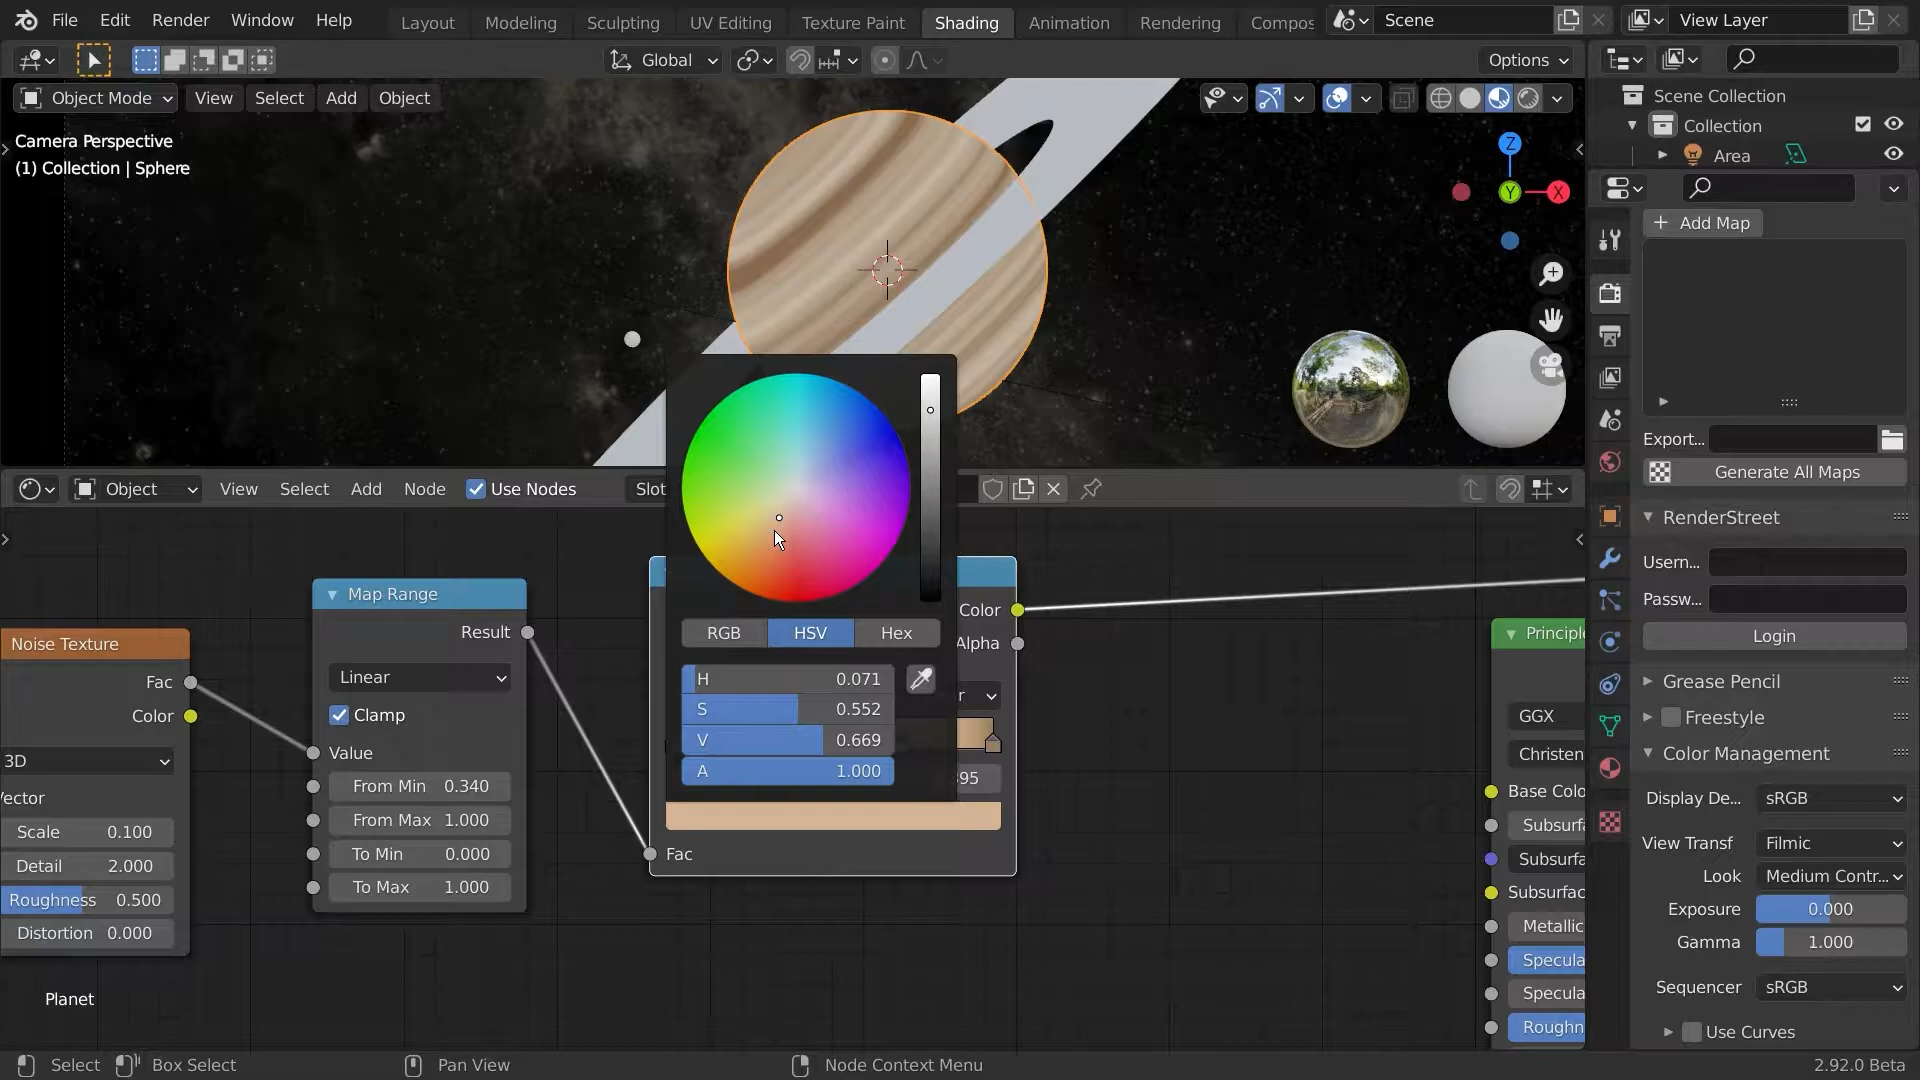 File Edit Render Window Help
Layout Modeling Sculpting UV Editing Texture Paint Shading Animation Rendering Compos
Scene
View Layer
Global
Options
Object Mode View Select Add Object
Camera Perspective
(1) Collection | Sphere
Z
Y
X
Scene Collection
Collection
Area
Add Map
Export...
Generate All Maps
RenderStreet
Usern...
Passw...
Login
Grease Pencil
Freestyle
Color Management
Display De... sRGB
View Transf Filmic
Look Medium Contr...
Exposure 0.000
Gamma 1.000
Sequencer sRGB
Use Curves
Object View Select Add Node Use Nodes Slot
Noise Texture
Fac
Color
3D
Vector
Scale 0.100
Detail 2.000
Roughness 0.500
Distortion 0.000
Map Range
Result
Linear
Clamp
Value
From Min 0.340
From Max 1.000
To Min 0.000
To Max 1.000
RGB HSV Hex
H 0.071
S 0.552
V 0.669
A 1.000
Color
Alpha
r
95
Fac
Principle
GGX
Christen
Base Colo
Subsurfa
Subsurfa
Subsurfac
Metallic
Specula
Specula
Roughn
Planet
Select Box Select Pan View Node Context Menu 2.92.0 Beta